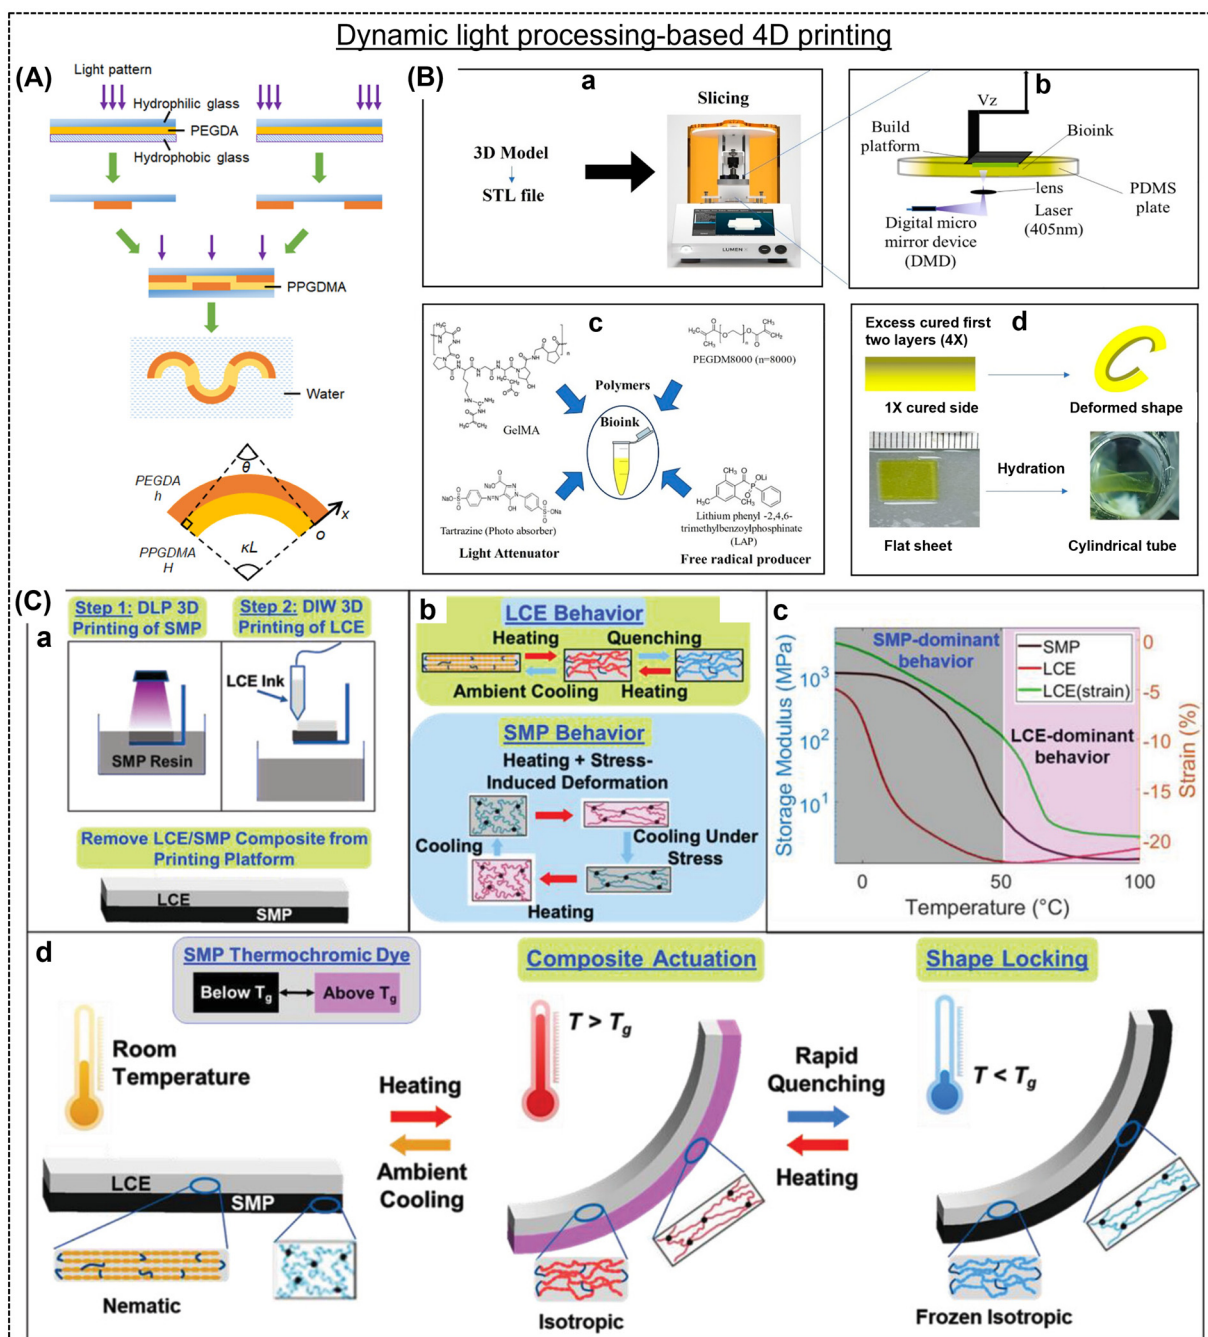 Dynamic light processing-based 4D printing
(A)
Light pattern
Hydrophilic glass
PEGDA
Hydrophobic glass
PPGDMA
Water
θ
PEGDA
h
x
o
PPGDMA
H
κL
(B)
a
3D Model
STL file
Slicing
LUMEN
b
Vz
Build
platform
Bioink
lens
PDMS
plate
Laser
(405nm)
Digital micro
mirror device
(DMD)
c
GelMA
PEGDM8000 (n=8000)
Polymers
Bioink
Tartrazine (Photo absorber)
Light Attenuator
Lithium phenyl -2,4,6-
trimethylbenzoylphosphinate
(LAP)
Free radical producer
d
Excess cured first
two layers (4X)
1X cured side
Deformed shape
Hydration
Flat sheet
Cylindrical tube
(C)
a
Step 1: DLP 3D
Printing of SMP
Step 2: DIW 3D
Printing of LCE
LCE Ink
SMP Resin
Remove LCE/SMP Composite from
Printing Platform
LCE
SMP
b
LCE Behavior
Heating
Quenching
Ambient Cooling
Heating
SMP Behavior
Heating + Stress-
Induced Deformation
Cooling
Cooling Under
Stress
Heating
c
SMP-dominant
behavior
SMP
LCE
LCE(strain)
LCE-dominant
behavior
Storage Modulus (MPa)
10³
10²
10¹
Strain (%)
0
-5
-10
-15
-20
0
50
100
Temperature (°C)
d
SMP Thermochromic Dye
Below Tg
Above Tg
Room
Temperature
LCE
SMP
Nematic
Heating
Ambient
Cooling
Composite Actuation
T > Tg
Isotropic
Rapid
Quenching
Heating
Shape Locking
T < Tg
Frozen Isotropic